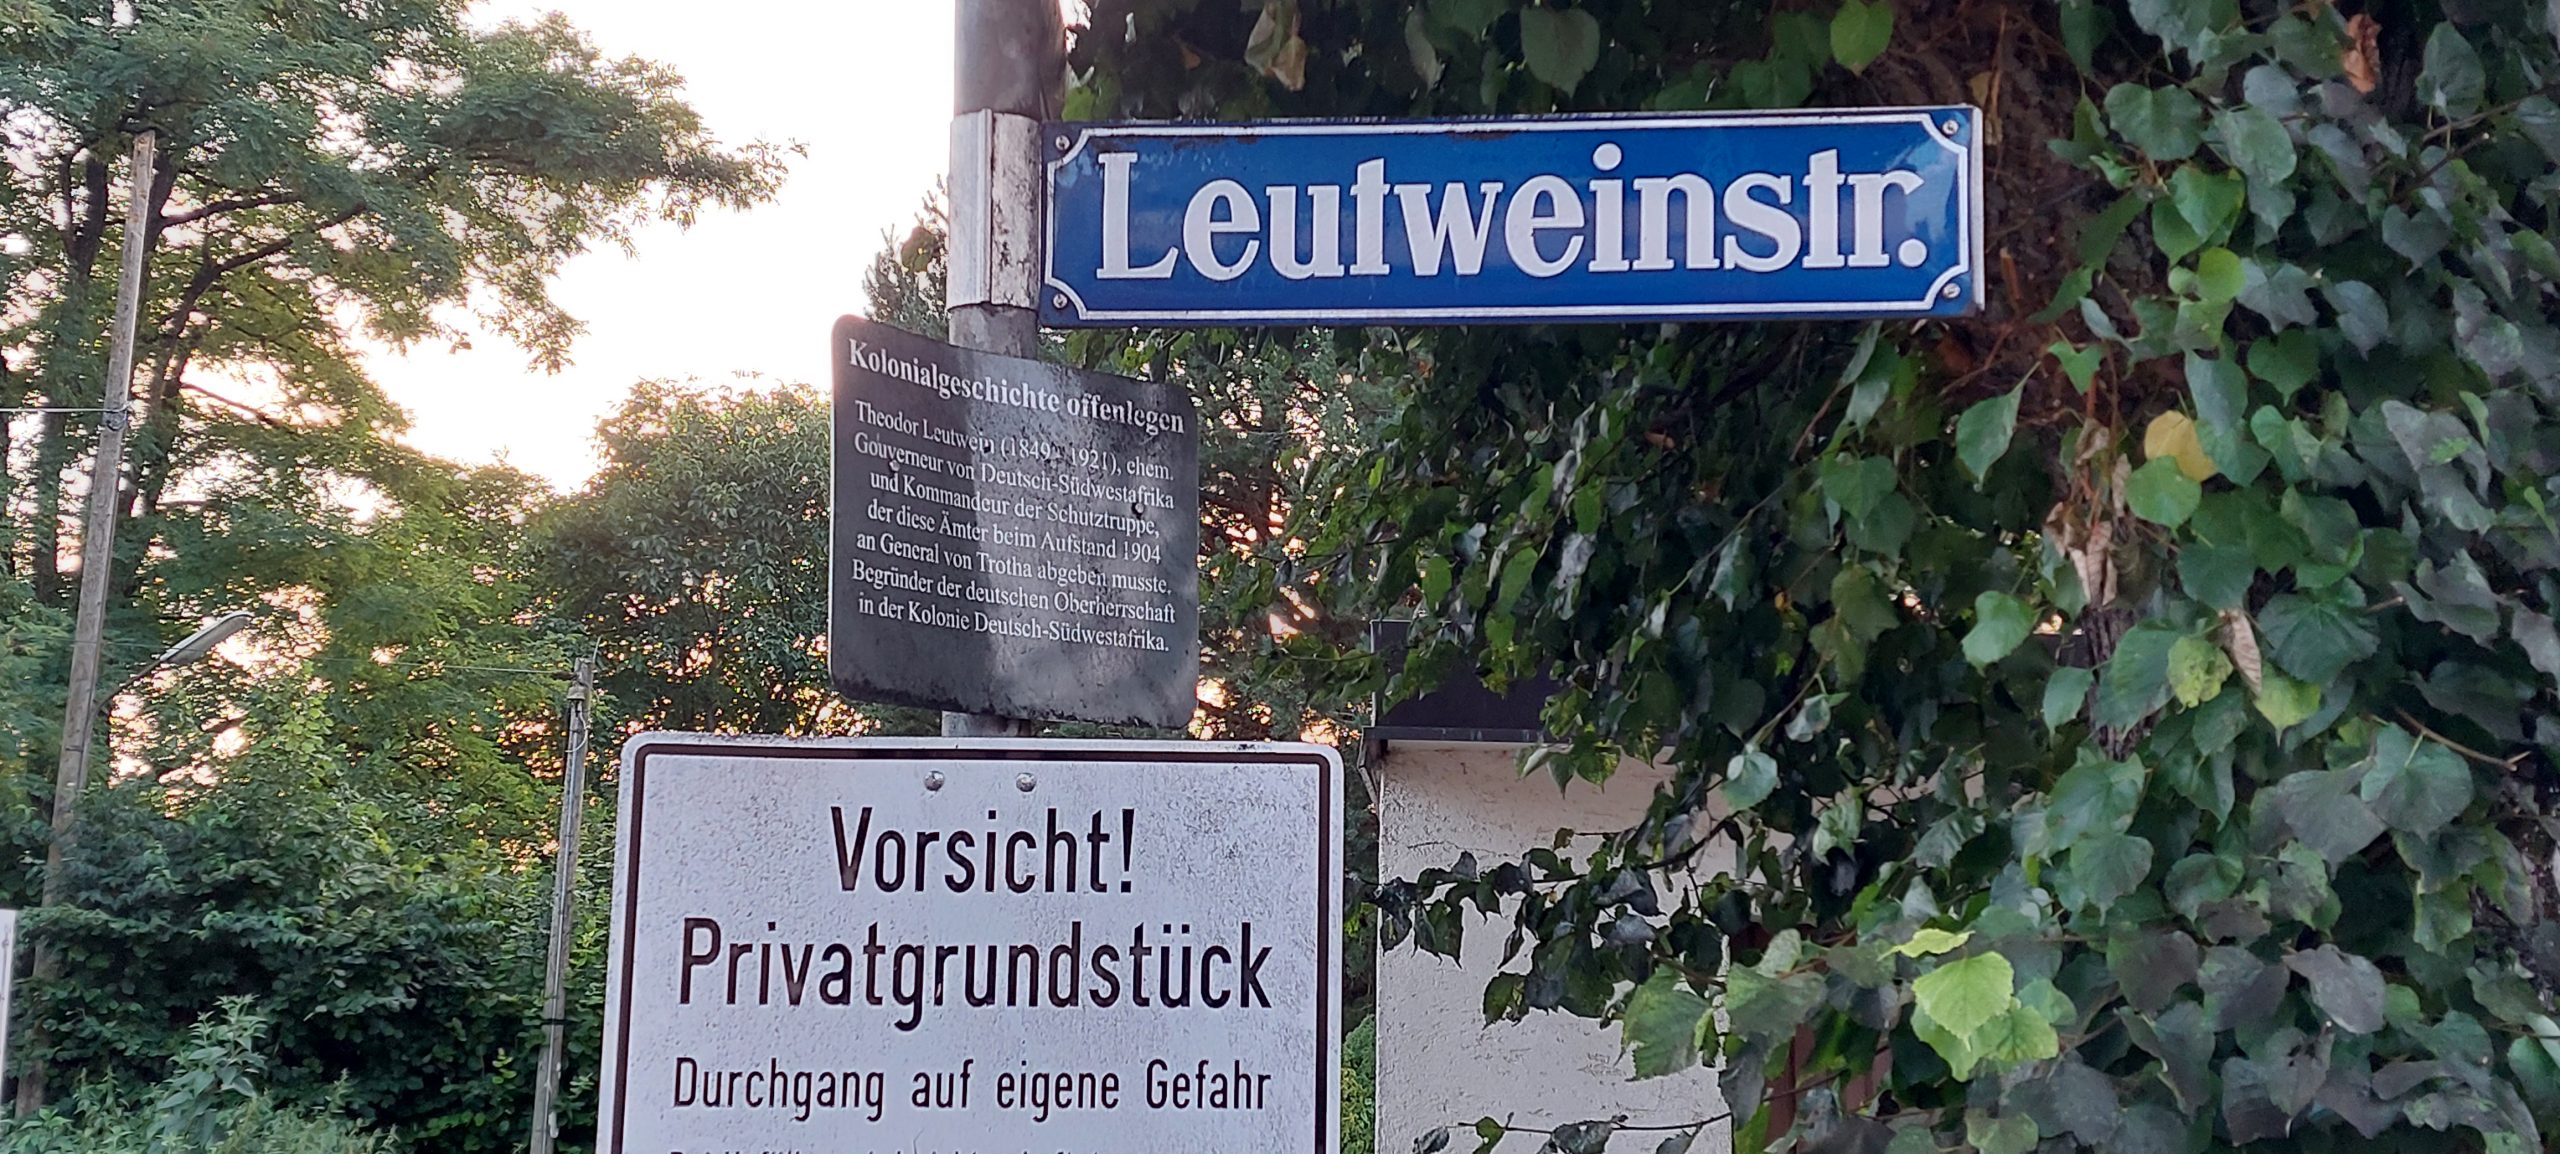 Leutweinstr.
Kolonialgeschichte offenlegen
Theodor Leutwein (1849 - 1921), ehem.
Gouverneur von Deutsch-Südwestafrika
und Kommandeur der Schutztruppe,
der diese Ämter beim Aufstand 1904
an General von Trotha abgeben musste.
Begründer der deutschen Oberherrschaft
in der Kolonie Deutsch-Südwestafrika.
Vorsicht!
Privatgrundstück
Durchgang auf eigene Gefahr